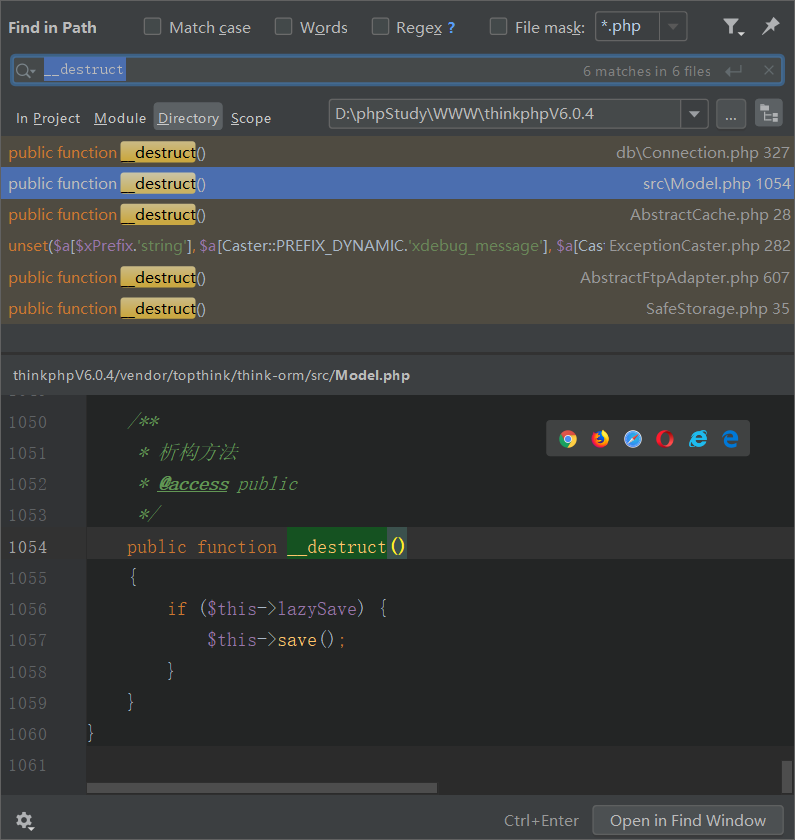 Find in Path Match case Words Regex ? File mask: *.php
__destruct 6 matches in 6 files
In Project Module Directory Scope D:\phpStudy\WWW\thinkphpV6.0.4 ...
public function __destruct() db\Connection.php 327
public function __destruct() src\Model.php 1054
public function __destruct() AbstractCache.php 28
unset($a[$xPrefix.'string'], $a[Caster::PREFIX_DYNAMIC.'xdebug_message'], $a[Cas ExceptionCaster.php 282
public function __destruct() AbstractFtpAdapter.php 607
public function __destruct() SafeStorage.php 35
thinkphpV6.0.4/vendor/topthink/think-orm/src/Model.php
1050 /**
1051 * 析构方法
1052 * @access public
1053 */
1054 public function __destruct()
1055 {
1056 if ($this->lazySave) {
1057 $this->save();
1058 }
1059 }
1060 }
1061
Ctrl+Enter Open in Find Window